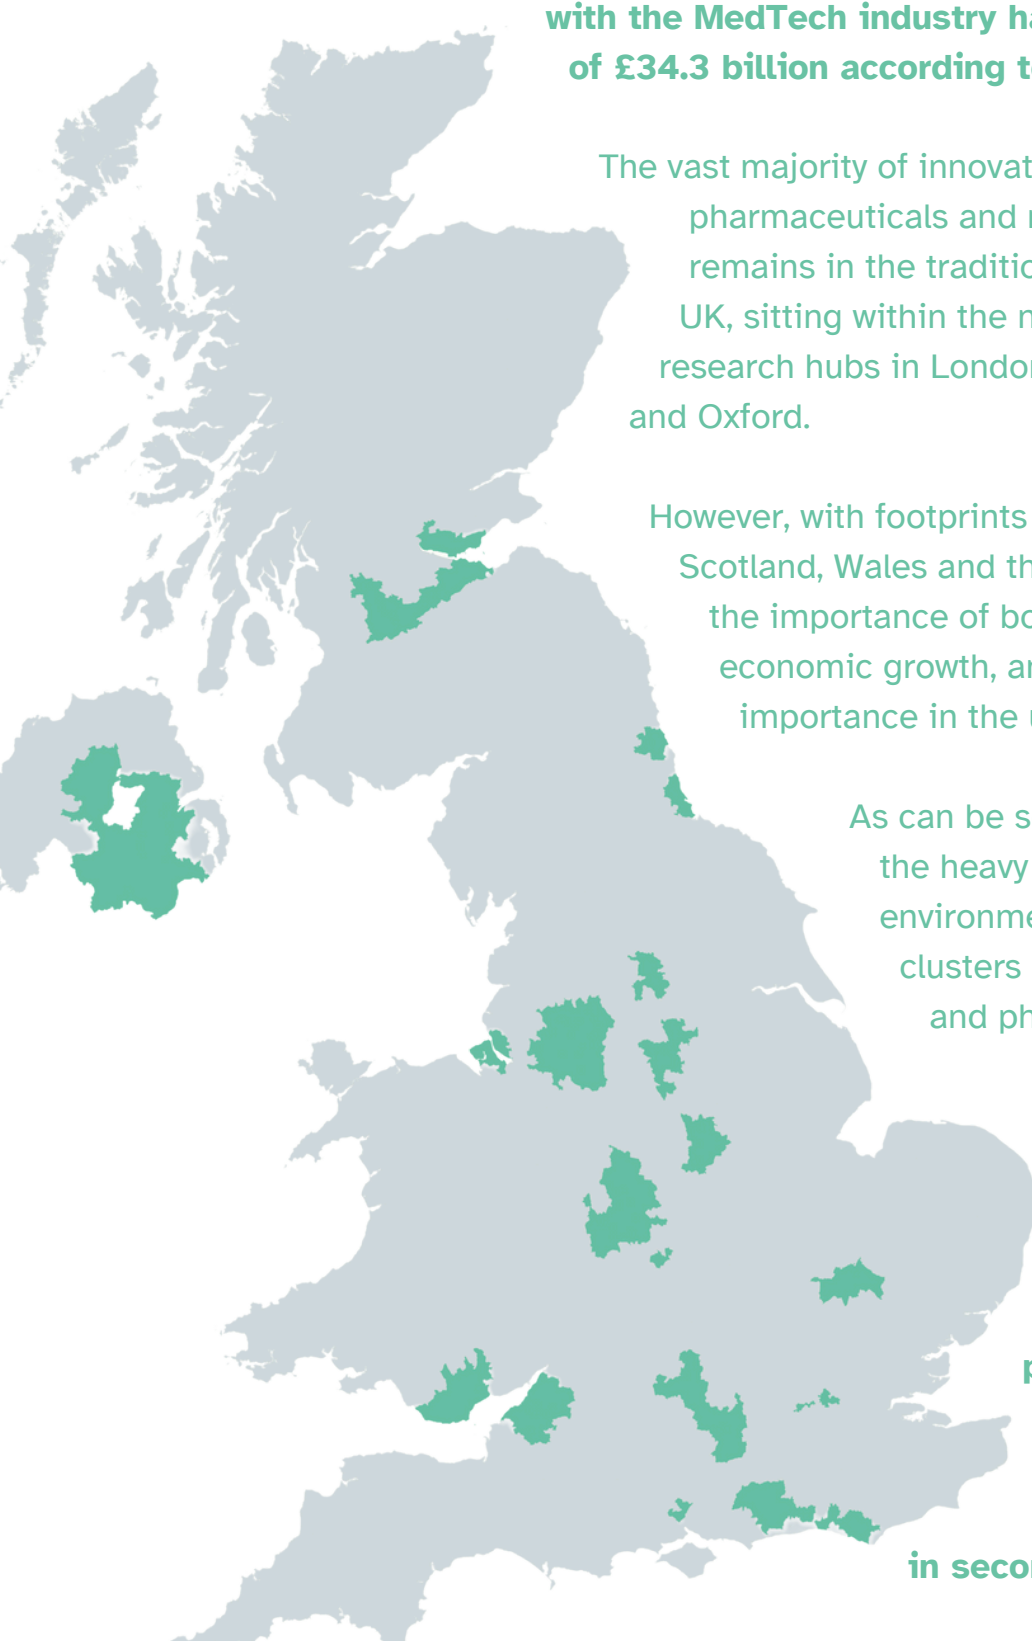 with the MedTech industry ha
of £34.3 billion according to
The vast majority of innovat
pharmaceuticals and
remains in the traditio
UK, sitting within the
research hubs in London
and Oxford.
However, with footprints
Scotland, Wales and th
the importance of bo
economic growth, an
importance in the
As can be s
the heavy
environme
clusters
and ph
p
in secon